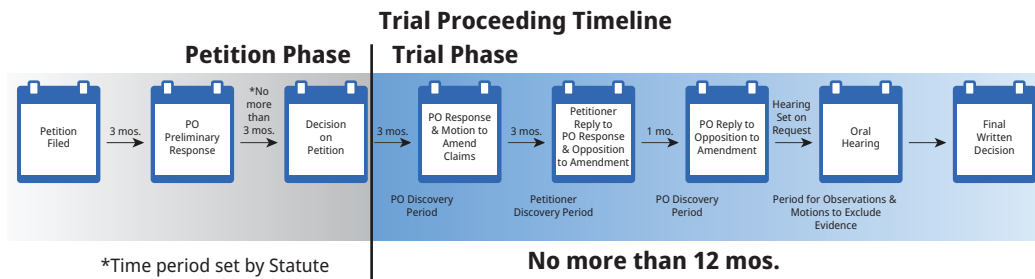 Trial Proceeding Timeline
Petition Phase
Trial Phase
Petition
Filed
3 mos.
PO
Preliminary
Response
*No
more
than
3 mos.
Decision
on
Petition
3 mos.
PO Response
& Motion to
Amend
Claims
3 mos.
Petitioner
Reply to
PO Response
& Opposition
to Amendment
1 mo.
PO Reply to
Opposition to
Amendment
Hearing
Set on
Request
Oral
Hearing
Final
Written
Decision
PO Discovery
Period
Petitioner
Discovery Period
PO Discovery
Period
Period for Observations &
Motions to Exclude
Evidence
*Time period set by Statute
No more than 12 mos.